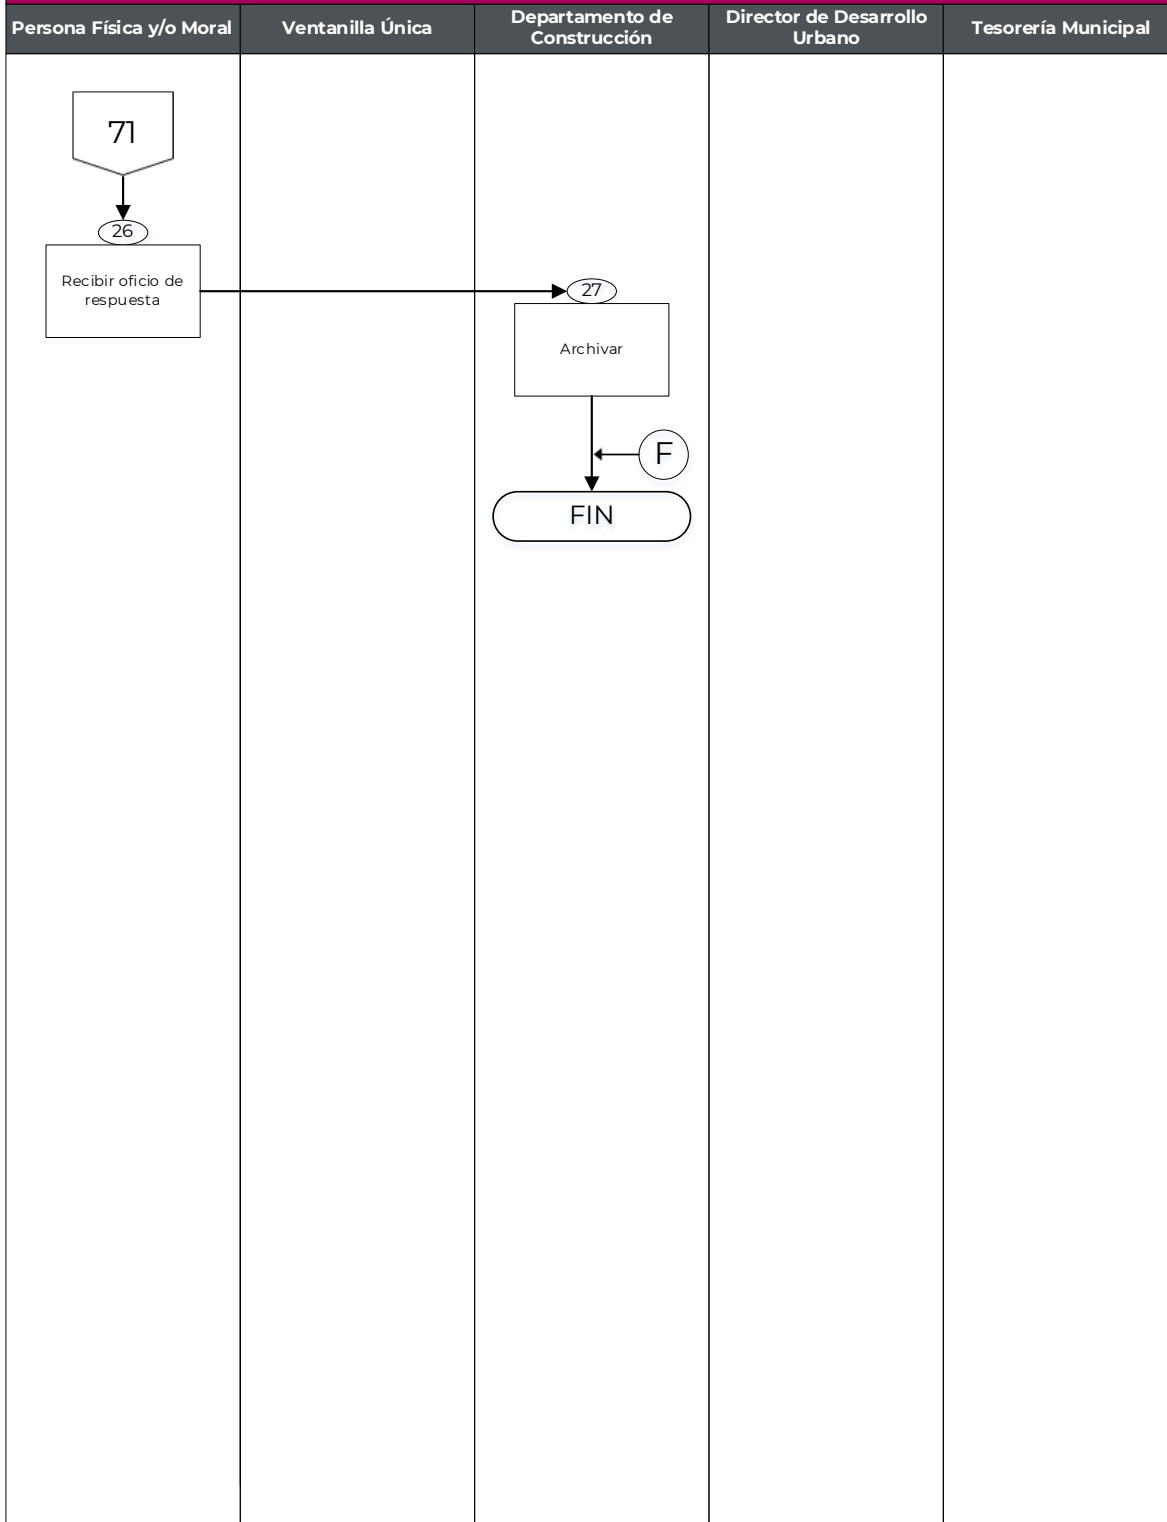 Persona Física y/o Moral
Ventanilla Única
Departamento de
Construcción
Director de Desarrollo
Urbano
Tesorería Municipal
71
26
Recibir oficio de
respuesta
27
Archivar
F
FIN